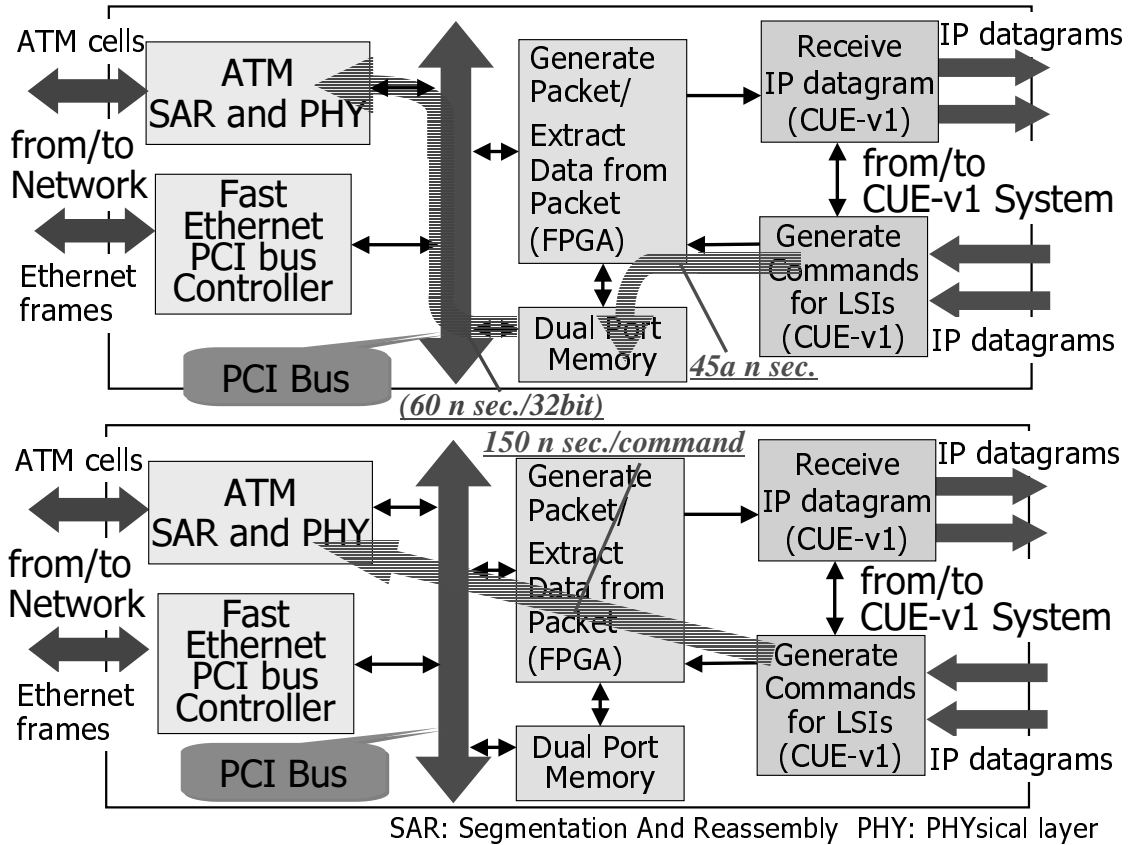 ATM cells
from/to
Network
Ethernet
frames
ATM
SAR and PHY
Fast
Ethernet
PCI bus
Controller
PCI Bus
Generate
Packet/
Extract
Data from
Packet
(FPGA)
Dual Port
Memory
Receive
IP datagram
(CUE-v1)
Generate
Commands
for LSIs
(CUE-v1)
IP datagrams
from/to
CUE-v1 System
IP datagrams
45a n sec.
(60 n sec./32bit)
150 n sec./command
ATM cells
from/to
Network
Ethernet
frames
ATM
SAR and PHY
Fast
Ethernet
PCI bus
Controller
PCI Bus
Generate
Packet/
Extract
Data from
Packet
(FPGA)
Dual Port
Memory
Receive
IP datagram
(CUE-v1)
Generate
Commands
for LSIs
(CUE-v1)
IP datagrams
from/to
CUE-v1 System
IP datagrams
SAR: Segmentation And Reassembly PHY: PHYsical layer